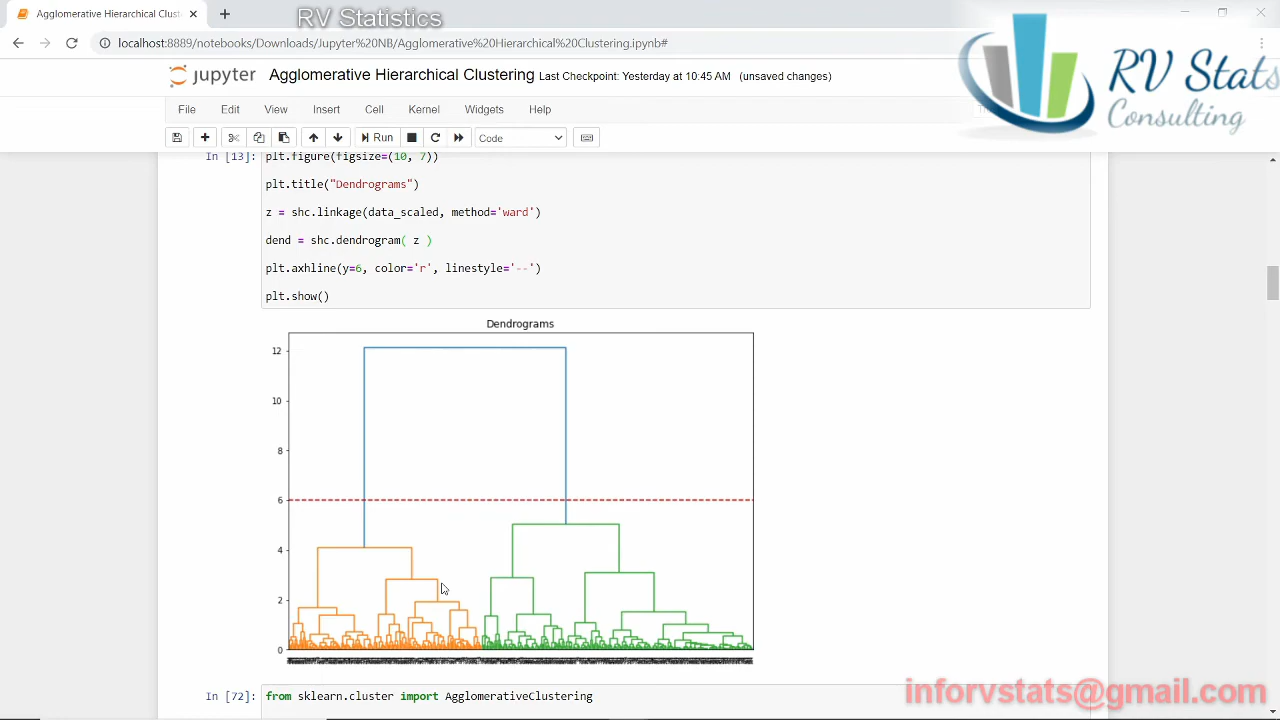 Agglomerative Hierarchical Clust
RV Statistics
localhost:8889/notebooks/Downloads/Jupyter%20NB/Agglomerative%20Hierarchical%20Clustering.ipynb#
RV Stats
Consulting
jupyter Agglomerative Hierarchical Clustering Last Checkpoint: Yesterday at 10:45 AM (unsaved changes)
File Edit View Insert Cell Kernel Widgets Help
Run Code
In [13]: plt.figure(figsize=(10, 7))
plt.title("Dendrograms")
z = shc.linkage(data_scaled, method='ward')
dend = shc.dendrogram( z )
plt.axhline(y=6, color='r', linestyle='--')
plt.show()
Dendrograms
12
10
8
6
4
2
0
In [72]: from sklearn.cluster import AgglomerativeClustering
inforvstats@gmail.com